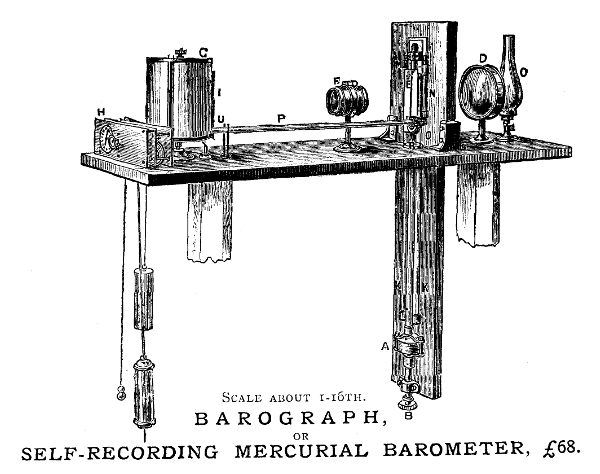 G
D
O
H
I
E
E
N
P
U
O
K
K
C
A
B
SCALE ABOUT 1-16TH.
BAROGRAPH,
OR
SELF-RECORDING MERCURIAL BAROMETER, £68.